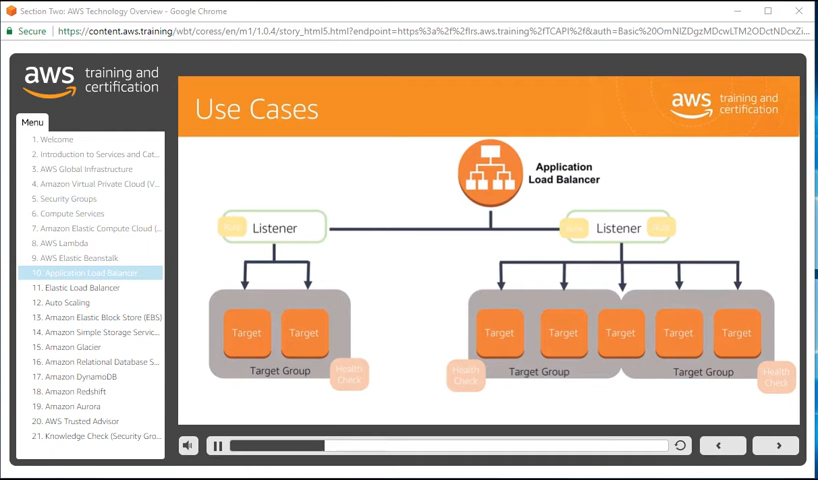 Section Two: AWS Technology Overview - Google Chrome
Secure https://content.aws.training/wbt/coress/en/m1/1.0.4/story_html5.html?endpoint=https%3a%2f%2flrs.aws.training%2fTCAPI%2f&auth=Basic%20OmNlZDgzMDcwLTM2ODctNDcxZi...
aws training and
certification
Menu
1. Welcome
2. Introduction to Services and Cat...
3. AWS Global Infrastructure
4. Amazon Virtual Private Cloud (V...
5. Security Groups
6. Compute Services
7. Amazon Elastic Compute Cloud (...
8. AWS Lambda
9. AWS Elastic Beanstalk
10. Application Load Balancer
11. Elastic Load Balancer
12. Auto Scaling
13. Amazon Elastic Block Store (EBS)
14. Amazon Simple Storage Servic...
15. Amazon Glacier
16. Amazon Relational Database S...
17. Amazon DynamoDB
18. Amazon Redshift
19. Amazon Aurora
20. AWS Trusted Advisor
21. Knowledge Check (Security Gro...
Use Cases
aws training and
certification
Application
Load Balancer
Rule Listener
Rule Listener Rule
Target Target
Target Group
Health
Check
Target Target Target Target Target
Health
Check
Target Group
Target Group
Health
Check